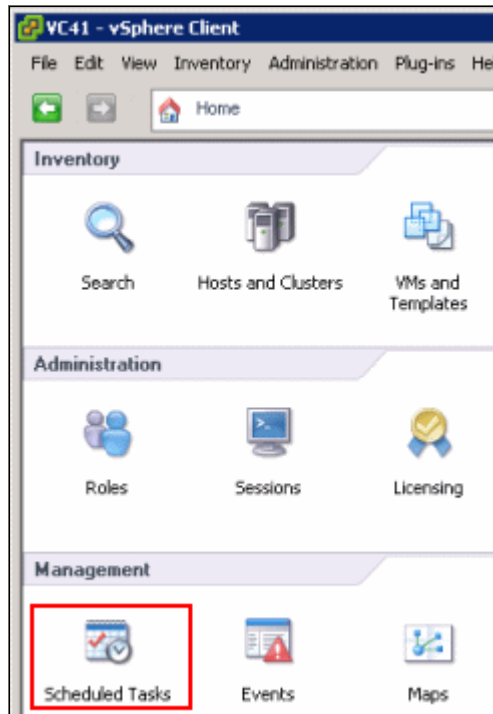 VC41 - vSphere Client
File Edit View Inventory Administration Plug-ins He
Home
Inventory
Search Hosts and Clusters VMs and
Templates
Administration
Roles Sessions Licensing
Management
Scheduled Tasks Events Maps